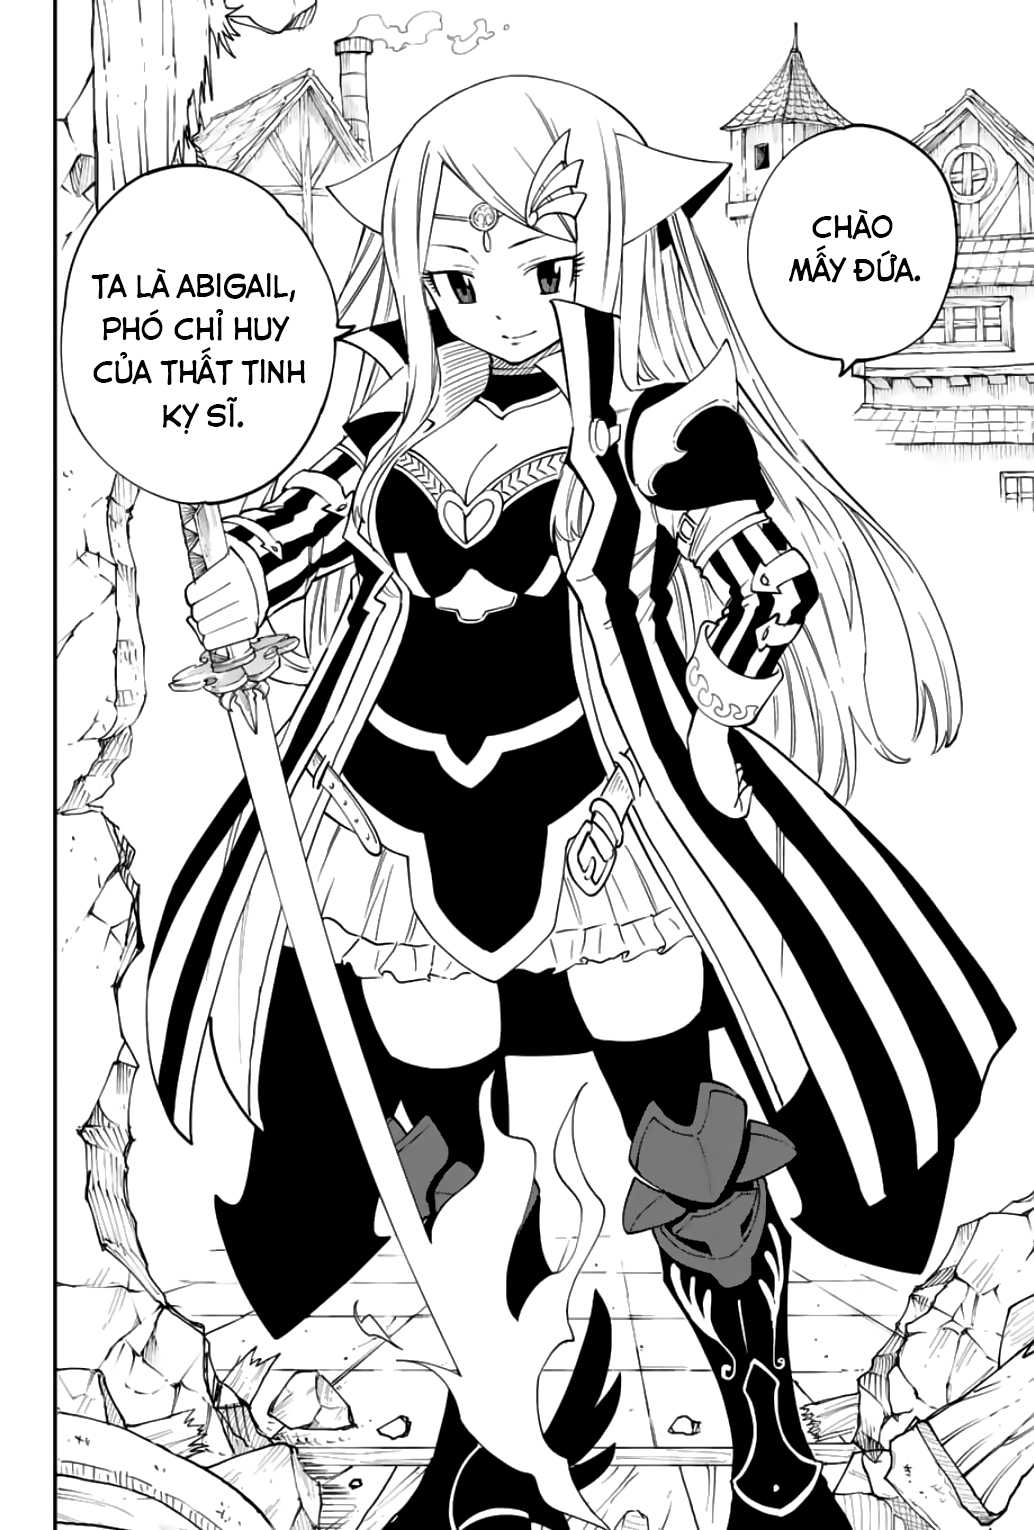 CHÀO
MẤY ĐỨA.
TA LÀ ABIGAIL,
PHÓ CHỈ HUY
CỦA THẤT TINH
KỴ SĨ.